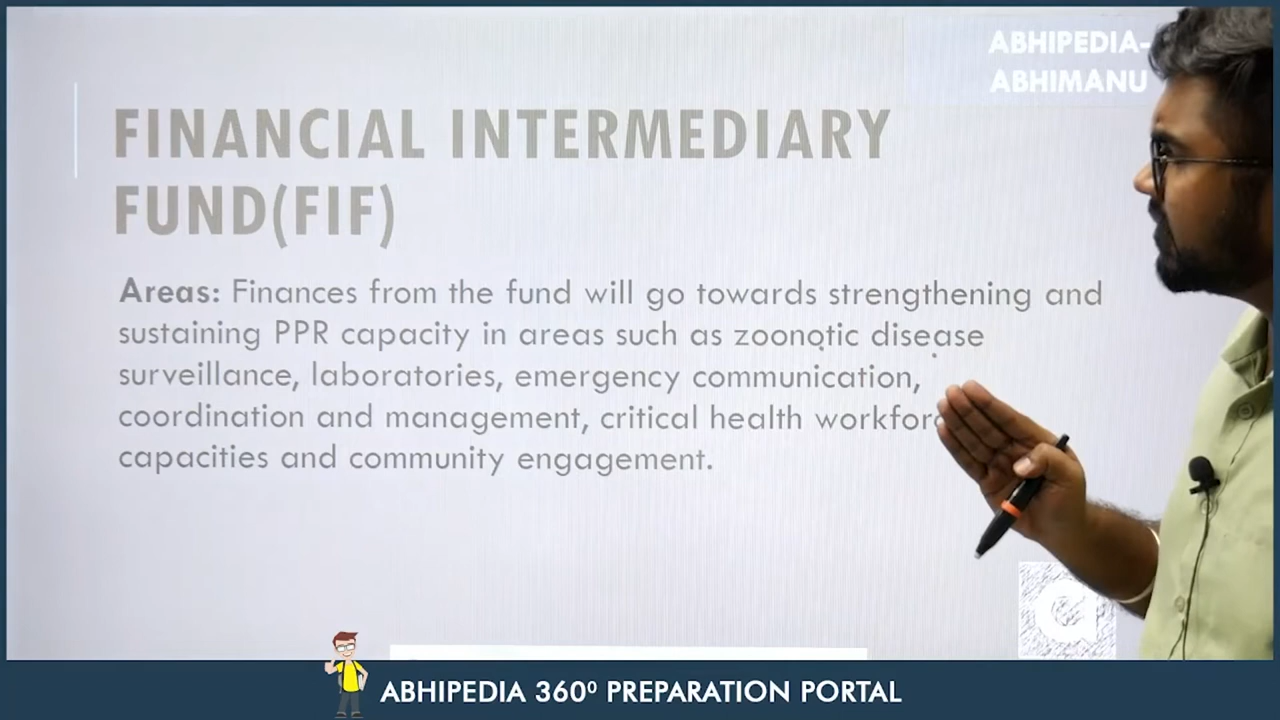 ABHIPEDIA-
ABHIMANU
FINANCIAL INTERMEDIARY
FUND(FIF)
Areas: Finances from the fund will go towards strengthening and
sustaining PPR capacity in areas such as zoonotic disease
surveillance, laboratories, emergency communication,
coordination and management, critical health
capacities and community engagement.
ABHIPEDIA 360⁰ PREPARATION PORTAL